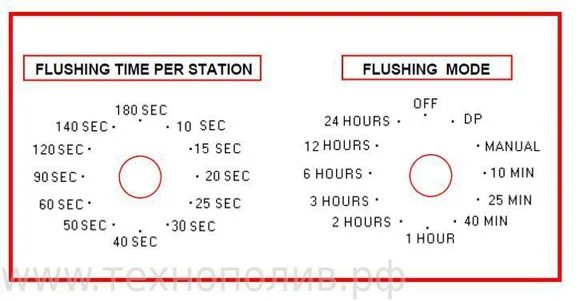 FLUSHING TIME PER STATION
180 SEC
10 SEC
15 SEC
20 SEC
25 SEC
30 SEC
40 SEC
50 SEC
60 SEC
90 SEC
120 SEC
140 SEC
FLUSHING MODE
OFF
DP
MANUAL
10 MIN
25 MIN
40 MIN
1 HOUR
2 HOURS
3 HOURS
6 HOURS
12 HOURS
24 HOURS
www.технополив.рф